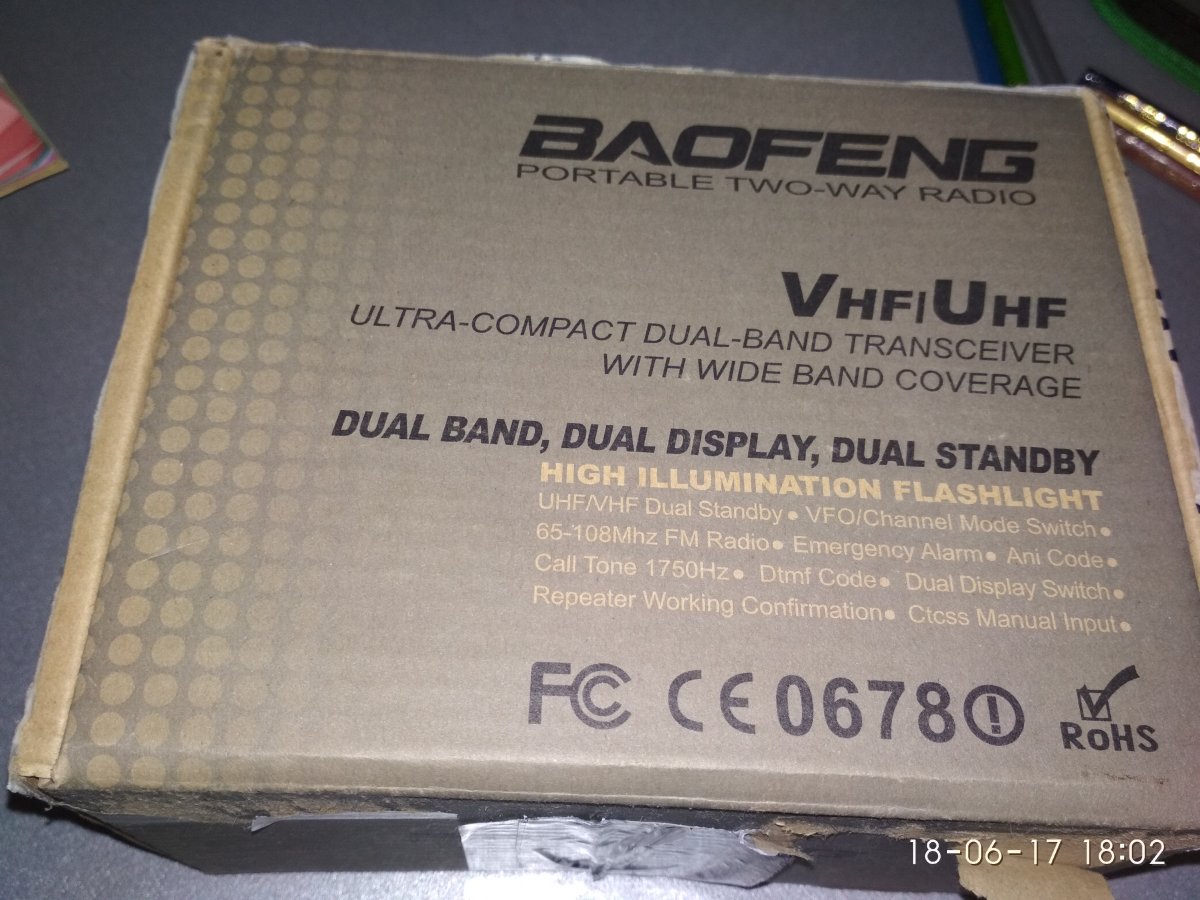 BAOFENG
PORTABLE TWO-WAY RADIO
VHF|UHF
ULTRA-COMPACT DUAL-BAND TRANSCEIVER
WITH WIDE BAND COVERAGE
DUAL BAND, DUAL DISPLAY, DUAL STANDBY
HIGH ILLUMINATION FLASHLIGHT
UHF/VHF Dual Standby● VFO/Channel Mode Switch●
65-108Mhz FM Radio● Emergency Alarm● Ani Code●
Call Tone 1750Hz● Dtmf Code● Dual Display Switch●
Repeater Working Confirmation● Ctcss Manual Input●
FC CE0678! RoHS
18-06-17 18:02